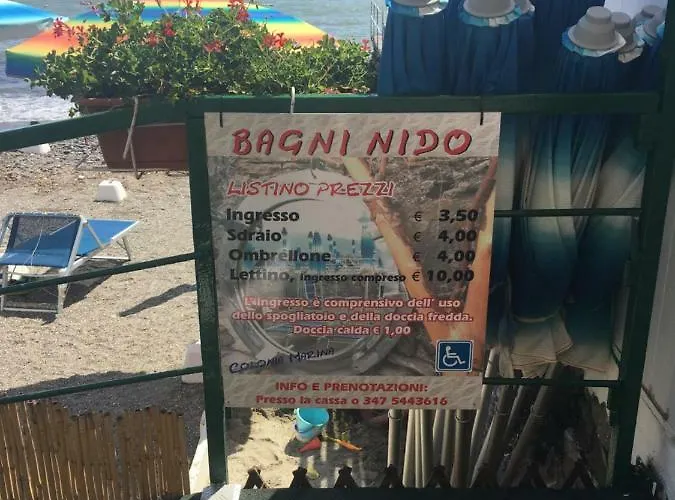 BAGNI NIDO
LISTINO PREZZI
Ingresso € 3,50
Sdraio € 4,00
Ombrellone € 4,00
Lettino, ingresso compreso € 10,00
L'ingresso è comprensivo dell' uso
dello spogliatoio e della doccia fredda.
Doccia calda € 1,00
COLONIA MARINA
INFO E PRENOTAZIONI:
Presso la cassa o 347 5443616